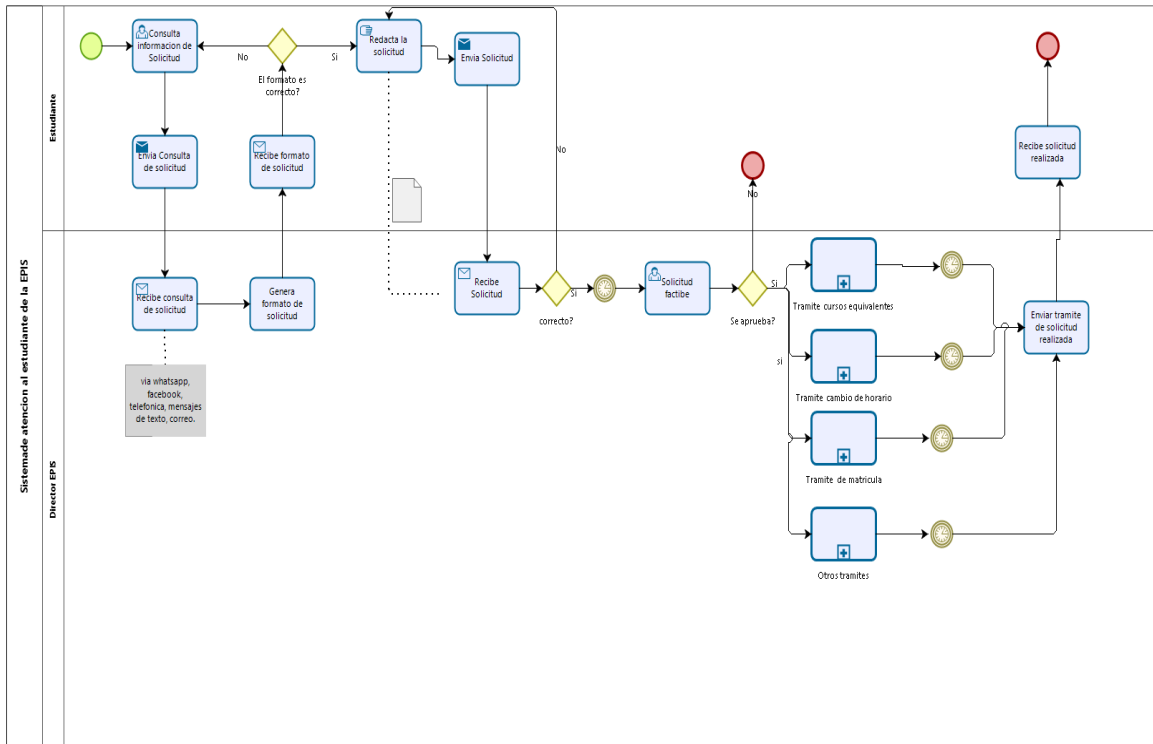 Sistemade atencion al estudiante de la EPIS
Estudiante
Director EPIS
Consulta
informacion de
Solicitud
No
El formato es
correcto?
Si
Redacta la
solicitud
Envia Solicitud
Envia Consulta
de solicitud
Recibe formato
de solicitud
No
No
Recibe solicitud
realizada
Recibe consulta
de solicitud
Genera
formato de
solicitud
via whatsapp,
facebook,
telefonica, mensajes
de texto, correo.
Recibe
Solicitud
Si
correcto?
Solicitud
factibe
Se aprueba?
Si
si
Tramite cursos equivalentes
Tramite cambio de horario
Tramite de matricula
Otros tramites
Enviar tramite
de solicitud
realizada